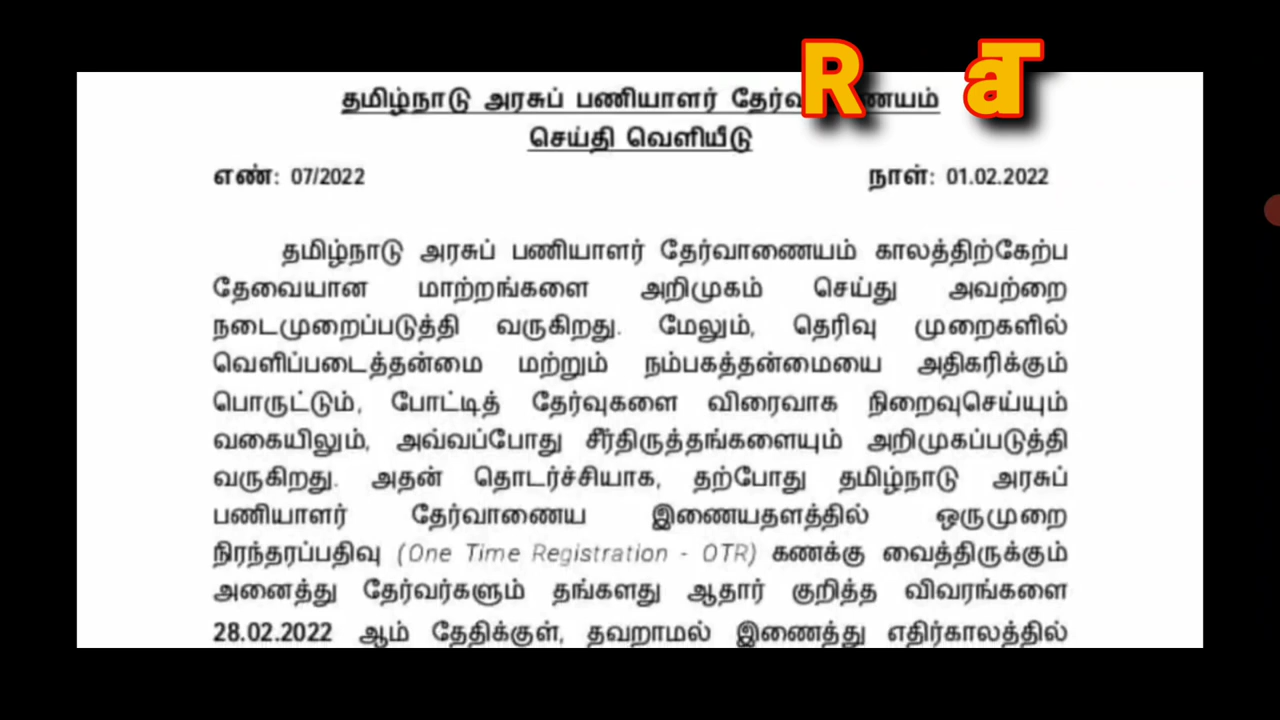 R aT
தமிழ்நாடு அரசுப் பணியாளர்
செய்தி வெளியீடு
எண்: 07/2022 நாள்: 01.02.2022
தமிழ்நாடு அரசுப் பணியாளர் தேர்வாணையம் காலத்திற்கேற்ப
தேவையான மாற்றங்களை அறிமுகம் செய்து அவற்றை
நடைமுறைப்படுத்தி வருகிறது. மேலும், தெரிவு முறைகளில்
வெளிப்படைத்தன்மை மற்றும் நம்பகத்தன்மையை அதிகரிக்கும்
பொருட்டும், போட்டித் தேர்வுகளை விரைவாக நிறைவுசெய்யும்
வகையிலும், அவ்வப்போது சீர்திருத்தங்களையும் அறிமுகப்படுத்தி
வருகிறது. அதன் தொடர்ச்சியாக, தற்போது தமிழ்நாடு அரசுப்
பணியாளர் தேர்வாணைய இணையதளத்தில் ஒருமுறை
நிரந்தரப்பதிவு (One Time Registration - OTR) கணக்கு வைத்திருக்கும்
அனைத்து தேர்வர்களும் தங்களது ஆதார் குறித்த விவரங்களை
28.02.2022 ஆம் தேதிக்குள், தவறாமல் இணைத்து எதிர்காலத்தில்